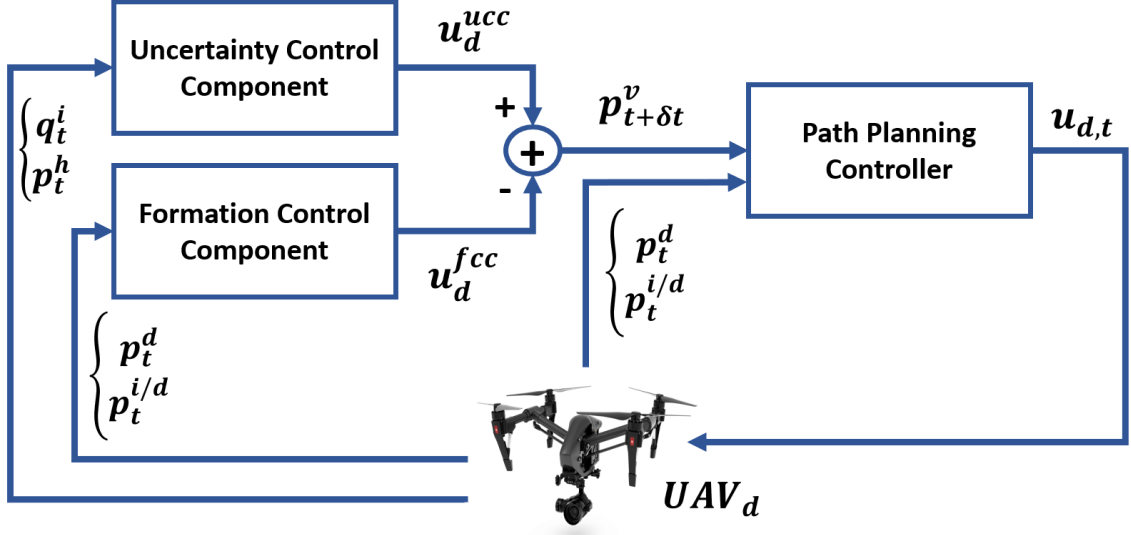 Uncertainty Control
Component
u_d^{ucc}
q_t^i
p_t^h
+
+
-
p_{t+δt}^v
Path Planning
Controller
u_{d,t}
Formation Control
Component
u_d^{fcc}
p_t^d
p_t^{i/d}
p_t^d
p_t^{i/d}
UAV_d